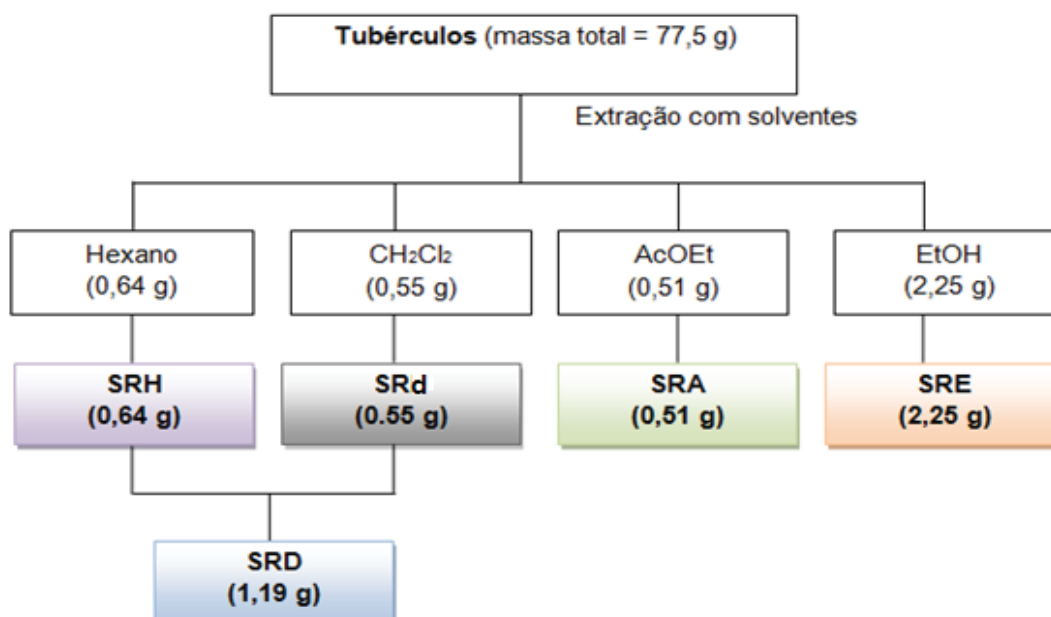 Tubérculos (massa total = 77,5 g)
Extração com solventes
Hexano
(0,64 g)
CH₂Cl₂
(0,55 g)
AcOEt
(0,51 g)
EtOH
(2,25 g)
SRH
(0,64 g)
SRd
(0.55 g)
SRA
(0,51 g)
SRE
(2,25 g)
SRD
(1,19 g)